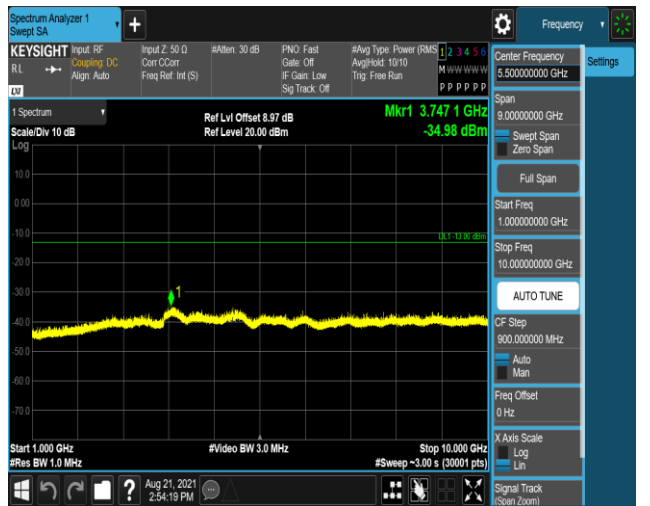 Spectrum Analyzer 1
Swept SA
Frequency
KEYSIGHT
Input: RF
Coupling: DC
Align: Auto
Input Z: 50 Ω
Corr CCorr
Freq Ref: Int (S)
#Atten: 30 dB
PNO: Fast
Gate: Off
IF Gain: Low
Sig Track: Off
#Avg Type: Power (RMS
Avg|Hold: 10/10
Trig: Free Run
1 2 3 4 5 6
M W W W W W
P P P P P P
R L
LXI
1 Spectrum
Scale/Div 10 dB
Log
Ref Lvl Offset 8.97 dB
Ref Level 20.00 dBm
Mkr1 3.747 1 GHz
-34.98 dBm
10.0
0.00
-10.0
-20.0
-30.0
-40.0
-50.0
-60.0
-70.0
DL1 -13.00 dBm
1
Start 1.000 GHz
#Res BW 1.0 MHz
#Video BW 3.0 MHz
Stop 10.000 GHz
#Sweep ~3.00 s (30001 pts)
Aug 21, 2021
2:54:19 PM
?
Center Frequency
5.500000000 GHz
Span
9.00000000 GHz
Swept Span
Zero Span
Full Span
Start Freq
1.000000000 GHz
Stop Freq
10.000000000 GHz
AUTO TUNE
CF Step
900.000000 MHz
Auto
Man
Freq Offset
0 Hz
X Axis Scale
Log
Lin
Signal Track
(Span Zoom)
Settings